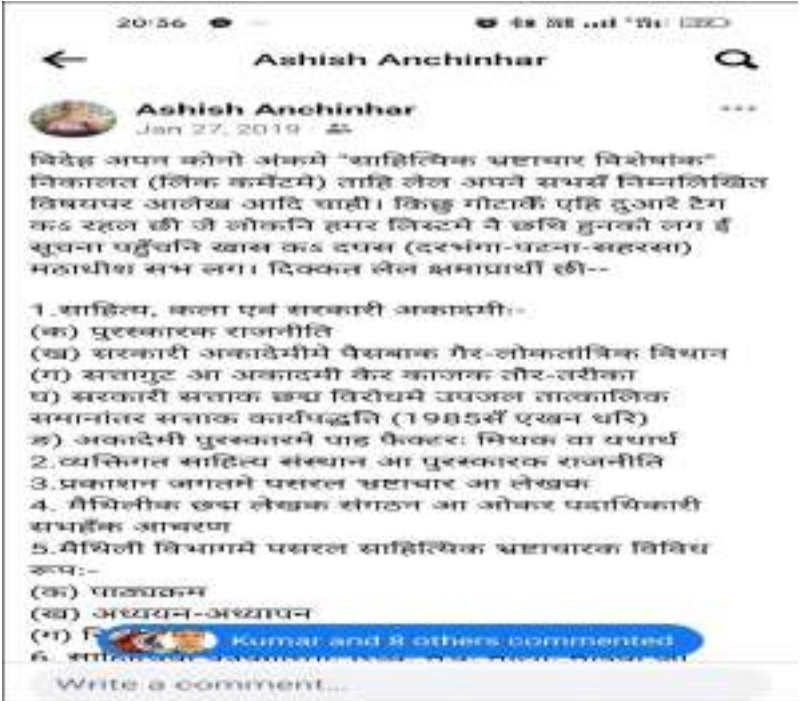 20:56
Ashish Anchinhar
Ashish Anchinhar
Jan 27, 2019
विदेह अपन कोनो अंकमे "साहित्यिक भ्रष्टाचार विशेषांक"
निकालत (लिंक कमेंटमे) ताहि लेल अपने सभसँ निम्नलिखित
विषयपर आलेख आदि चाही। किछु गोटाकेँ एहि दुआरे टैग
कऽ रहल छी जे लोकनि हमर लिस्टमे नै छथि हुनको लग ई
सूचना पहुँचनि खास कऽ दपस (दरभंगा-पटना-सहरसा)
मठाधीश सभ लग। दिक्कत लेल क्षमाप्रार्थी छी--
1.साहित्य, कला एवं सरकारी अकादमी:-
(क) पुरस्कारक राजनीति
(ख) सरकारी अकादेमीमे पैसबाक गैर-लोकतांत्रिक विधान
(ग) सत्तागुट आ अकादमी केर काजक तौर-तरीका
घ) सरकारी सत्ताक छद्म विरोधमे उपजल तात्कालिक
समानांतर सत्ताक कार्यपद्धति (1985सँ एखन धरि)
ङ) अकादेमी पुरस्कारमे पाइ फैक्टर: मिथक वा यथार्थ
2.व्यक्तिगत साहित्य संस्थान आ पुरस्कारक राजनीति
3.प्रकाशन जगतमे पसरल भ्रष्टाचार आ लेखक
4. मैथिलीक छद्म लेखक संगठन आ ओकर पदाधिकारी
सभहँक आचरण
5.मैथिली विभागमे पसरल साहित्यिक भ्रष्टाचारक विविध
रूप:-
(क) पाठ्यक्रम
(ख) अध्ययन-अध्यापन
(ग)
Kumar and 8 others commented
6.
Write a comment...